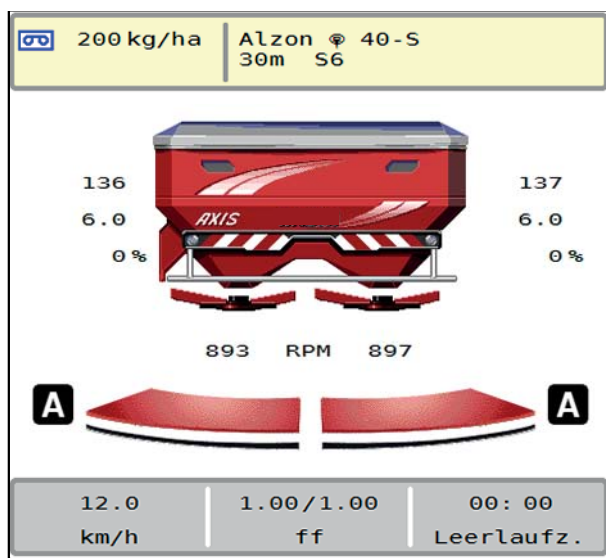 200 kg/ha
Alzon 40-S
30m S6
136
137
6.0
6.0
0%
0%
AXIS
893 RPM 897
A
A
12.0
1.00/1.00
00: 00
km/h
ff
Leerlaufz.